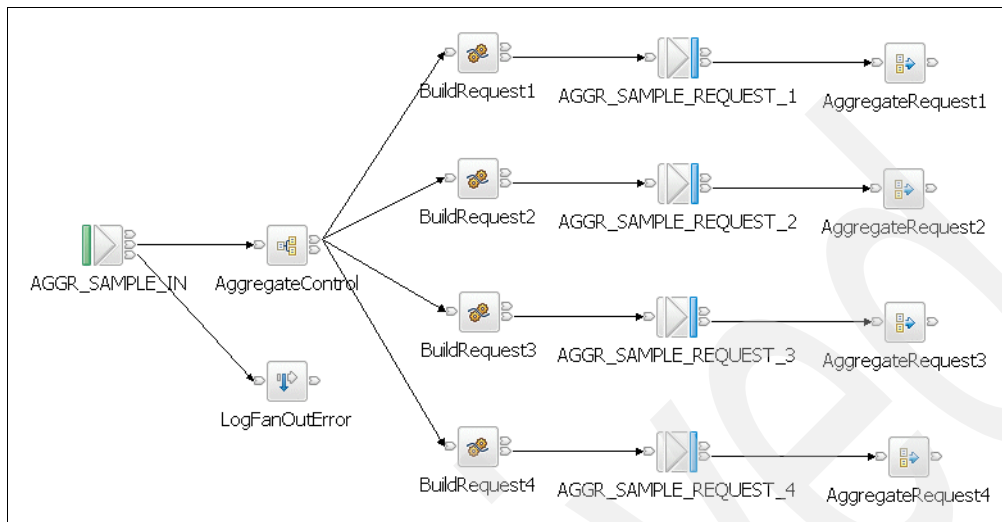 BuildRequest1
AGGR_SAMPLE_REQUEST_1
AggregateRequest1
BuildRequest2
AGGR_SAMPLE_REQUEST_2
AggregateRequest2
AGGR_SAMPLE_IN
AggregateControl
BuildRequest3
AGGR_SAMPLE_REQUEST_3
AggregateRequest3
LogFanOutError
BuildRequest4
AGGR_SAMPLE_REQUEST_4
AggregateRequest4